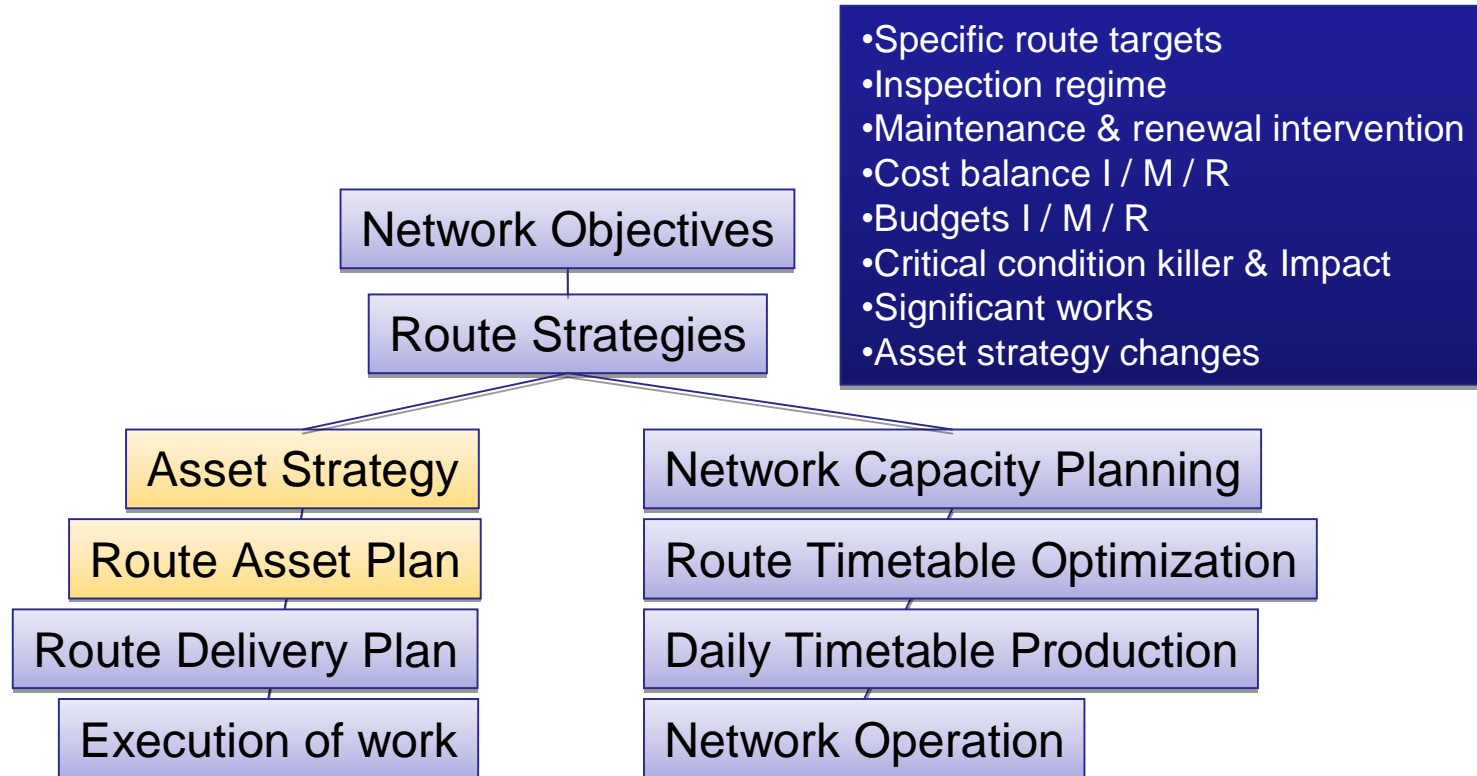 •Specific route targets
•Inspection regime
•Maintenance & renewal intervention
•Cost balance I / M / R
•Budgets I / M / R
•Critical condition killer & Impact
•Significant works
•Asset strategy changes
Network Objectives
Route Strategies
Asset Strategy
Route Asset Plan
Route Delivery Plan
Execution of work
Network Capacity Planning
Route Timetable Optimization
Daily Timetable Production
Network Operation